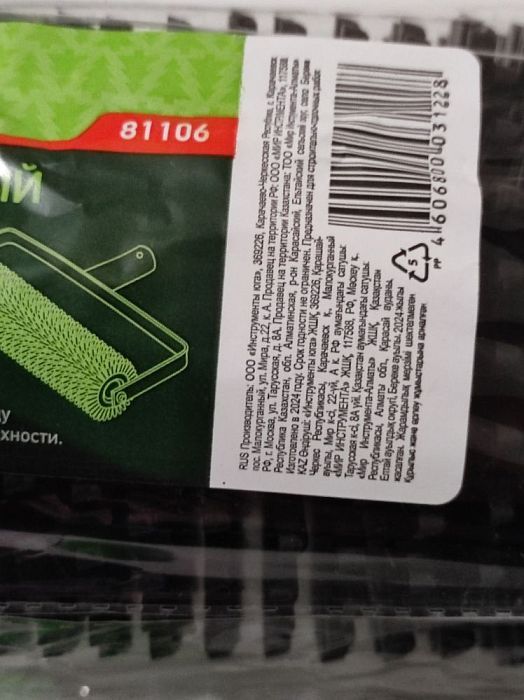 81106
ИЙ
ду
хности.
RUS Производитель: ООО «Инструменты юга», 369226, Карачаево-Черкесская Респблика, г. Карачаевск
пос. Малокурганный, ул. Мира, д.22, к. А. Продавец на территории РФ: ООО «МИР ИНСТРУМЕНТА», 117588
РФ, г. Москва, ул. Тарусская, д. 8А. Продавец на территории Казахстана: ТОО «Мир Инструмента-Алматы»
Республика Казахстан, обл. Алматинская, р-он Карасайский, Елтайский сельский окр, село Береке
Изготовлено в 2024 году. Срок годности не ограничен. Предназначен для строительно-отделочных работ
KAZ Өндіруші: «Инструменты юга» ЖШҚ, 369226, Қарашай-
Черкес Республикасы, Карачаевск қ, Малокурганный
ауылы, Мир к-сі, 22-үй, А к. РФ аумағындағы сатушы:
«МИР ИНСТРУМЕНТА» ЖШҚ, 117588, РФ, Мәскеу қ,
Тарусская к-сі, 8А үй. Қазақстан аумағындағы сатушы:
«Мир Инструмента-Алматы» ЖШҚ, Қазақстан
Республикасы, Алматы обл, Қарасай ауданы,
Елтай ауылдық округі, Береке ауылы. 2024 жылы
жасалған. Жарамдылық мерзімі шектелмеген
Құрылыс және әрлеу жұмыстарына арналған
4 606800 031228
5
PP